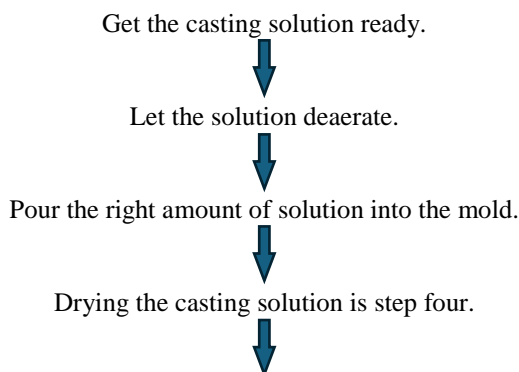 Get the casting solution ready.
Let the solution deaerate.
Pour the right amount of solution into the mold.
Drying the casting solution is step four.